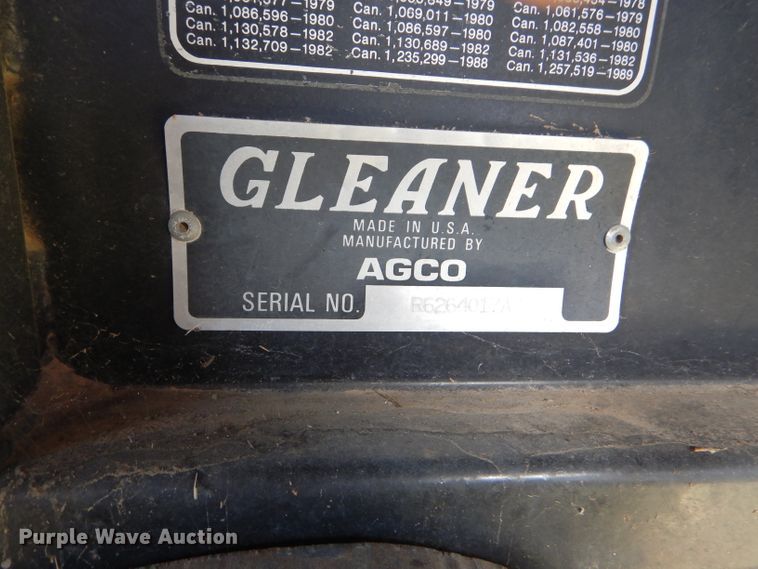 Can. 1,086,596–1980 Can. 1,069,011–1980 Can. 1,061,576–1979
Can. 1,130,578–1982 Can. 1,086,597–1980 Can. 1,082,558–1980
Can. 1,132,709–1982 Can. 1,130,689–1982 Can. 1,087,401–1980
Can. 1,235,299–1988 Can. 1,131,536–1982
Can. 1,257,519–1989
GLEANER
MADE IN U.S.A.
MANUFACTURED BY
AGCO
SERIAL NO. R6264017A
Purple Wave Auction